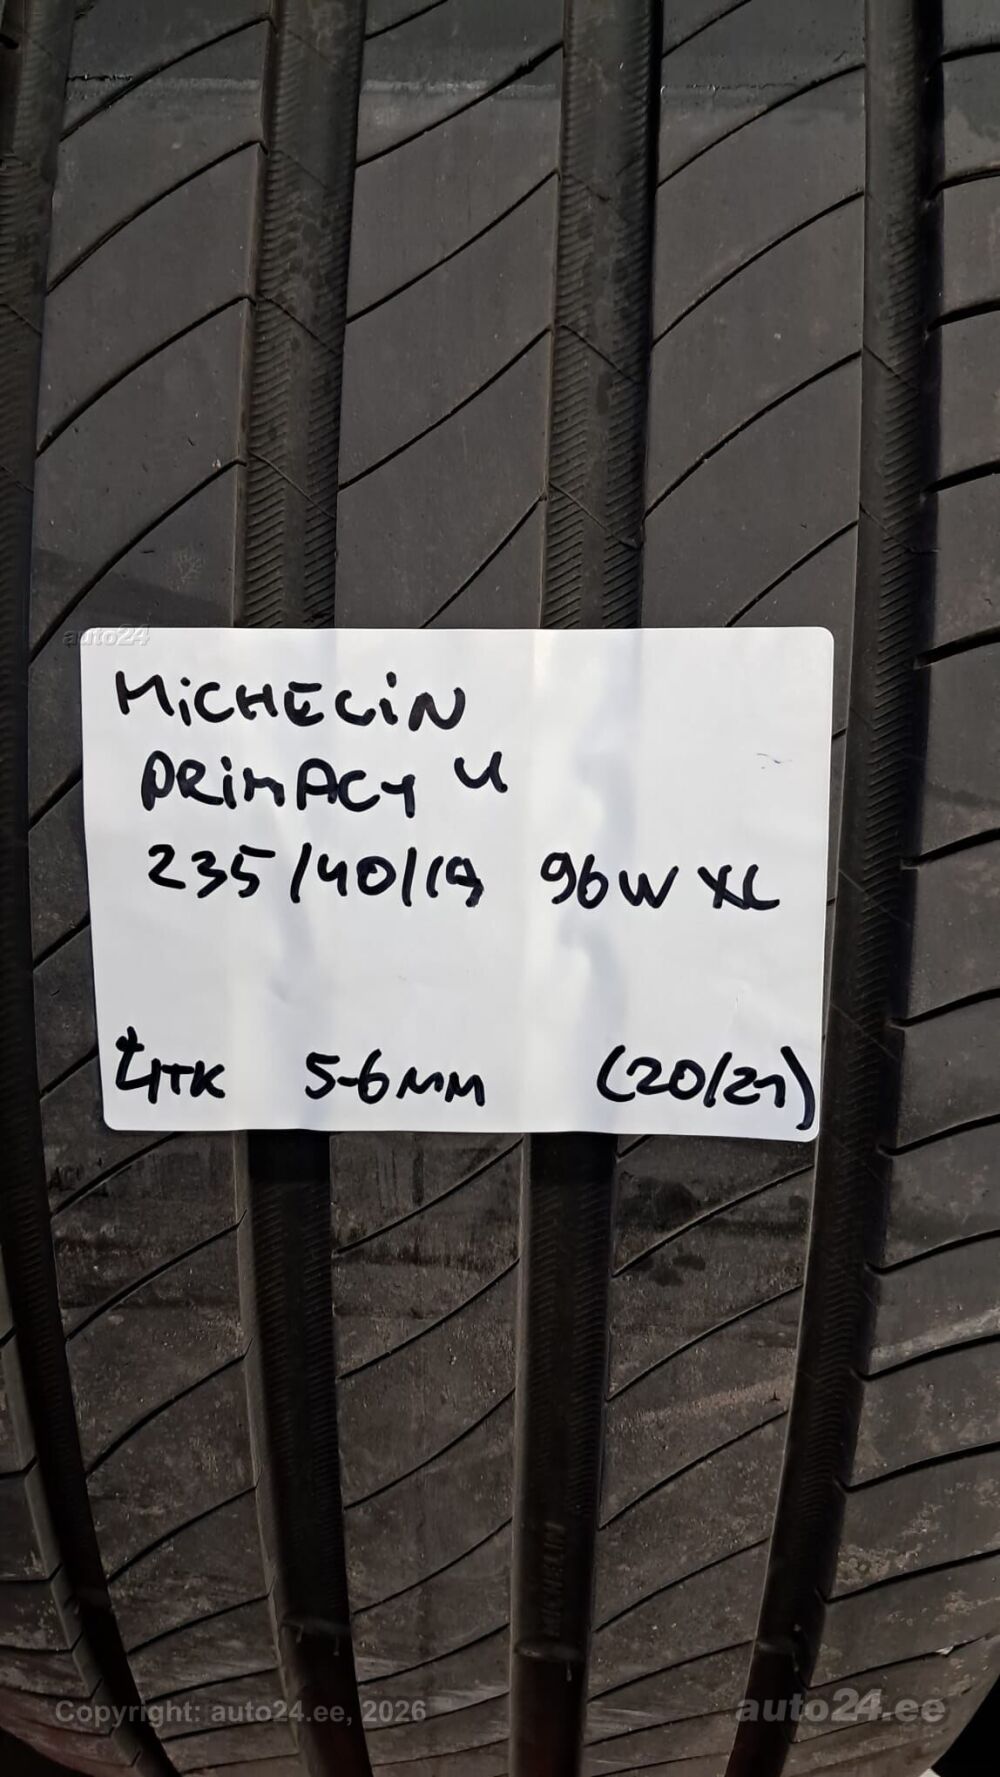 auto24
MiCHELiN
PRiMACY 4
235/40/19 96W XL
4TK 5-6MM (20/21)
MICHELIN
Copyright: auto24.ee, 2026
auto24.ee